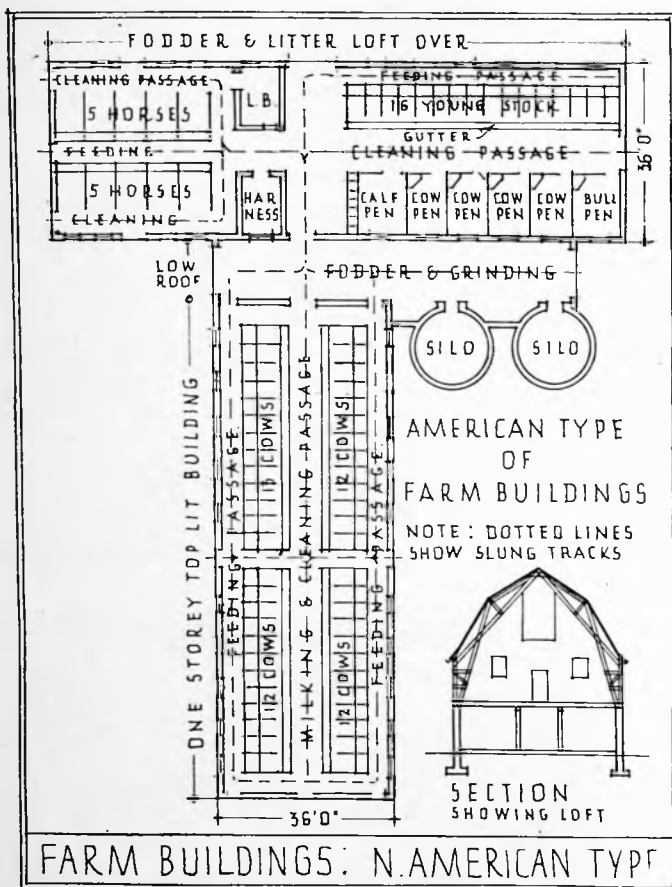 FODDER & LITTER LOFT OVER
CLEANING PASSAGE
5 HORSES
FEEDING
5 HORSES
CLEANING
L.B.
HAR
NESS
FEEDING PASSAGE
16 YOUNG STOCK
GUTTER
CLEANING PASSAGE
CALF
PEN
COW
PEN
COW
PEN
COW
PEN
COW
PEN
BULL
PEN
36'.0"
LOW
ROOF
FODDER & GRINDING
SILO
SILO
ONE STOREY TOP LIT BUILDING
FEEDING PASSAGE
12 COWS
12 COWS
MILKING & CLEANING PASSAGE
12 COWS
12 COWS
FEEDING PASSAGE
36'.0"
AMERICAN TYPE
OF
FARM BUILDINGS
NOTE: DOTTED LINES
SHOW SLUNG TRACKS
SECTION
SHOWING LOFT
FARM BUILDINGS: N. AMERICAN TYPE